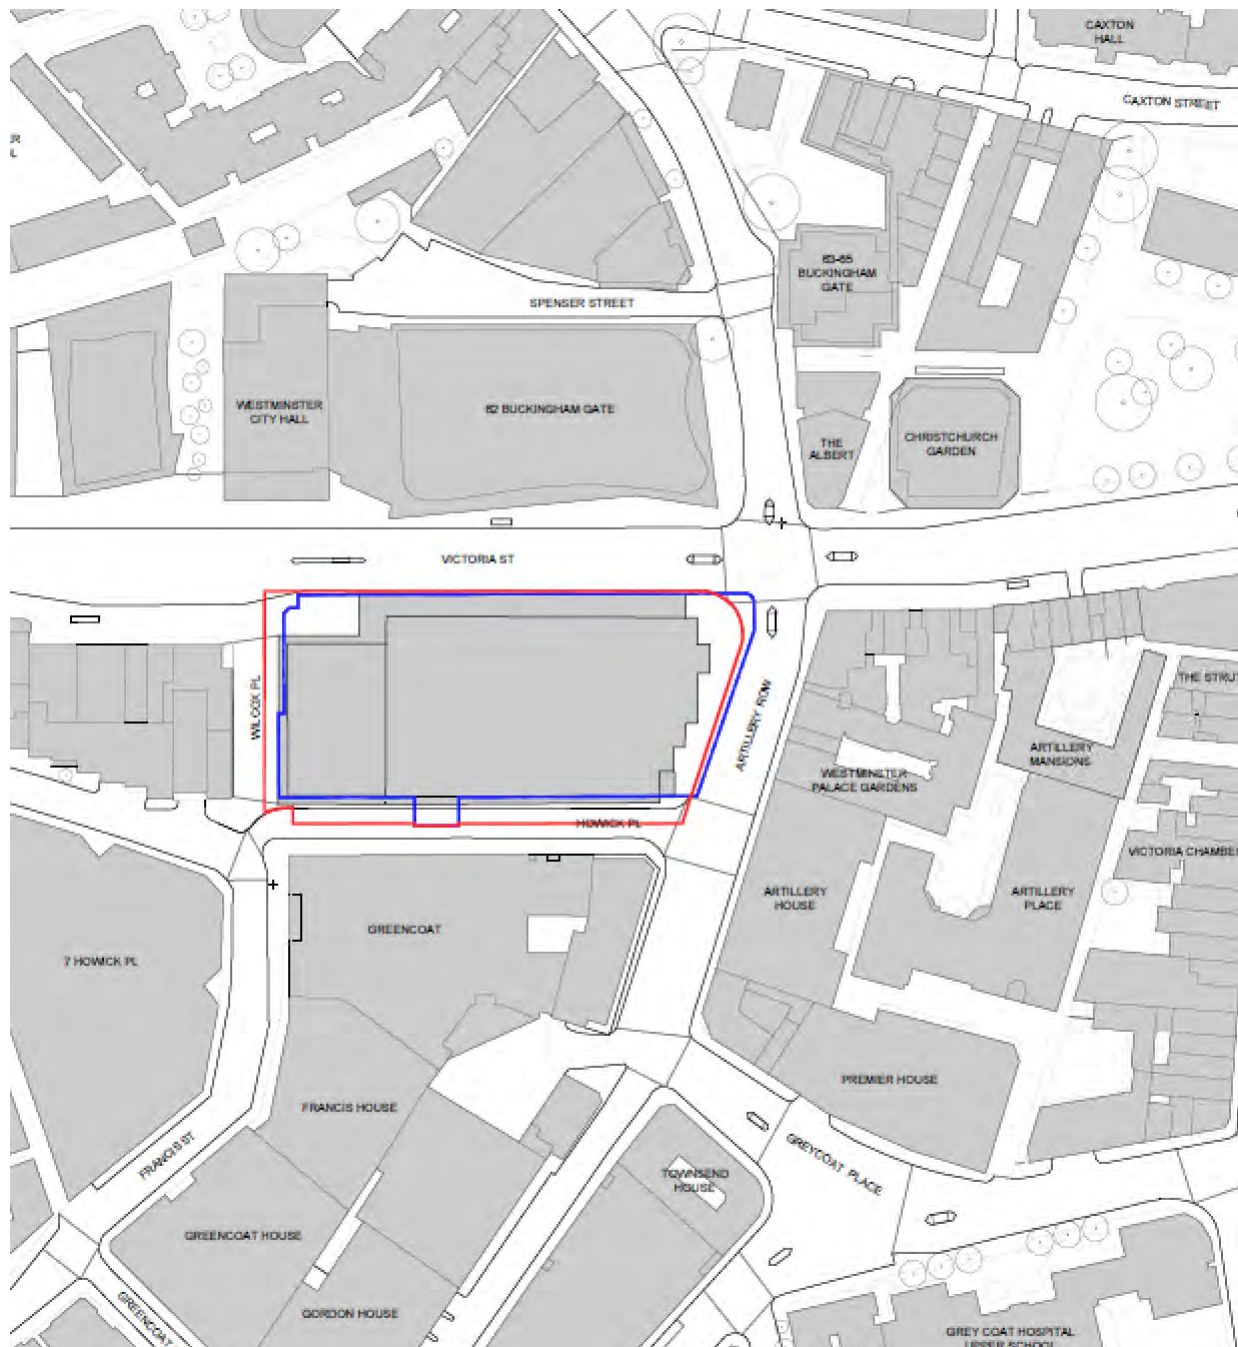 CAXTON
HALL
CAXTON STREET
63-65
BUCKINGHAM
GATE
SPENSER STREET
WESTMINSTER
CITY HALL
62 BUCKINGHAM GATE
THE
ALBERT
CHRISTCHURCH
GARDEN
VICTORIA ST
WILCOX PL
ARTILLERY ROW
THE STRUT
ARTILLERY
MANSIONS
WESTMINSTER
PALACE GARDENS
HOWICK PL
VICTORIA CHAMBE
ARTILLERY
HOUSE
ARTILLERY
PLACE
GREENCOAT
7 HOWICK PL
PREMIER HOUSE
FRANCIS HOUSE
FRANCIS ST
GREYCOAT PLACE
TOWNSEND
HOUSE
GREENCOAT HOUSE
GREENCOAT
GORDON HOUSE
GREY COAT HOSPITAL
UPPER SCHOOL